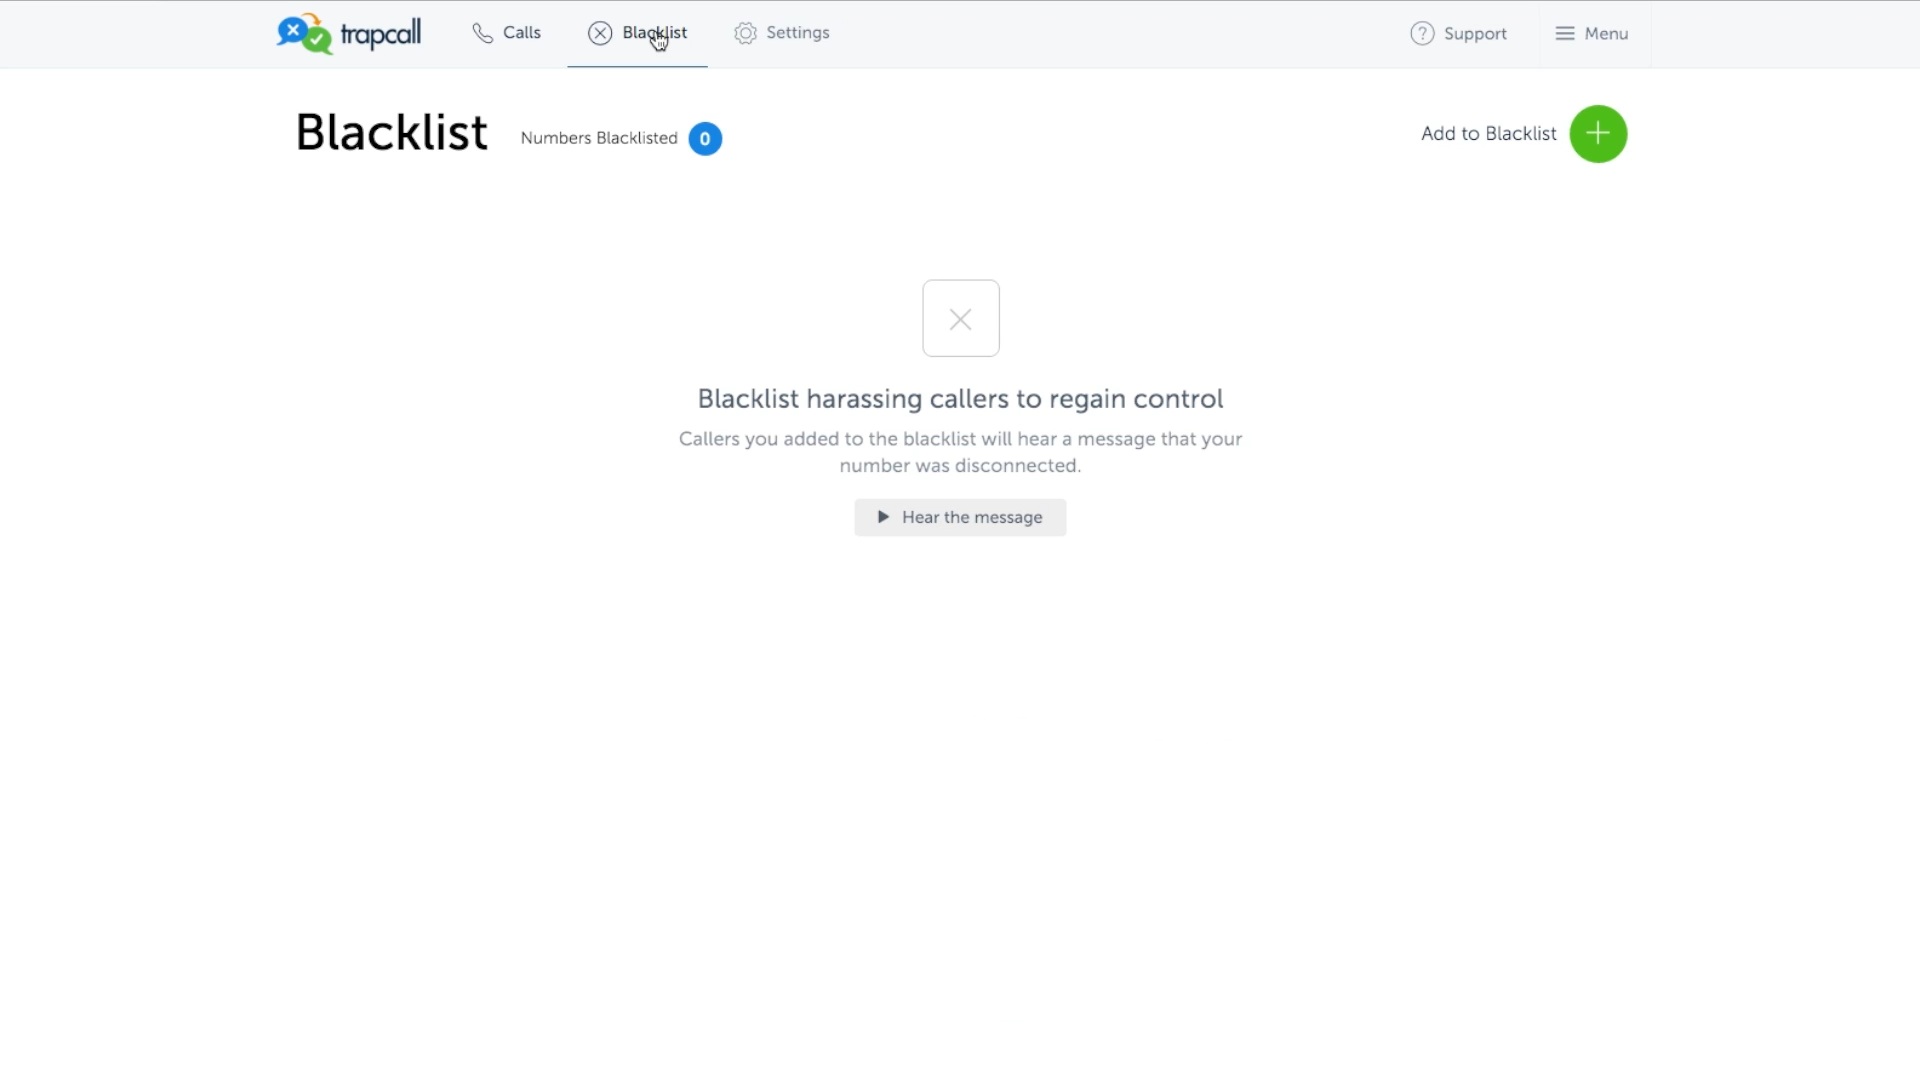 trapcall
Calls
Blacklist
Settings
Support
Menu
Blacklist
Numbers Blacklisted 0
Add to Blacklist
Blacklist harassing callers to regain control
Callers you added to the blacklist will hear a message that your
number was disconnected.
Hear the message